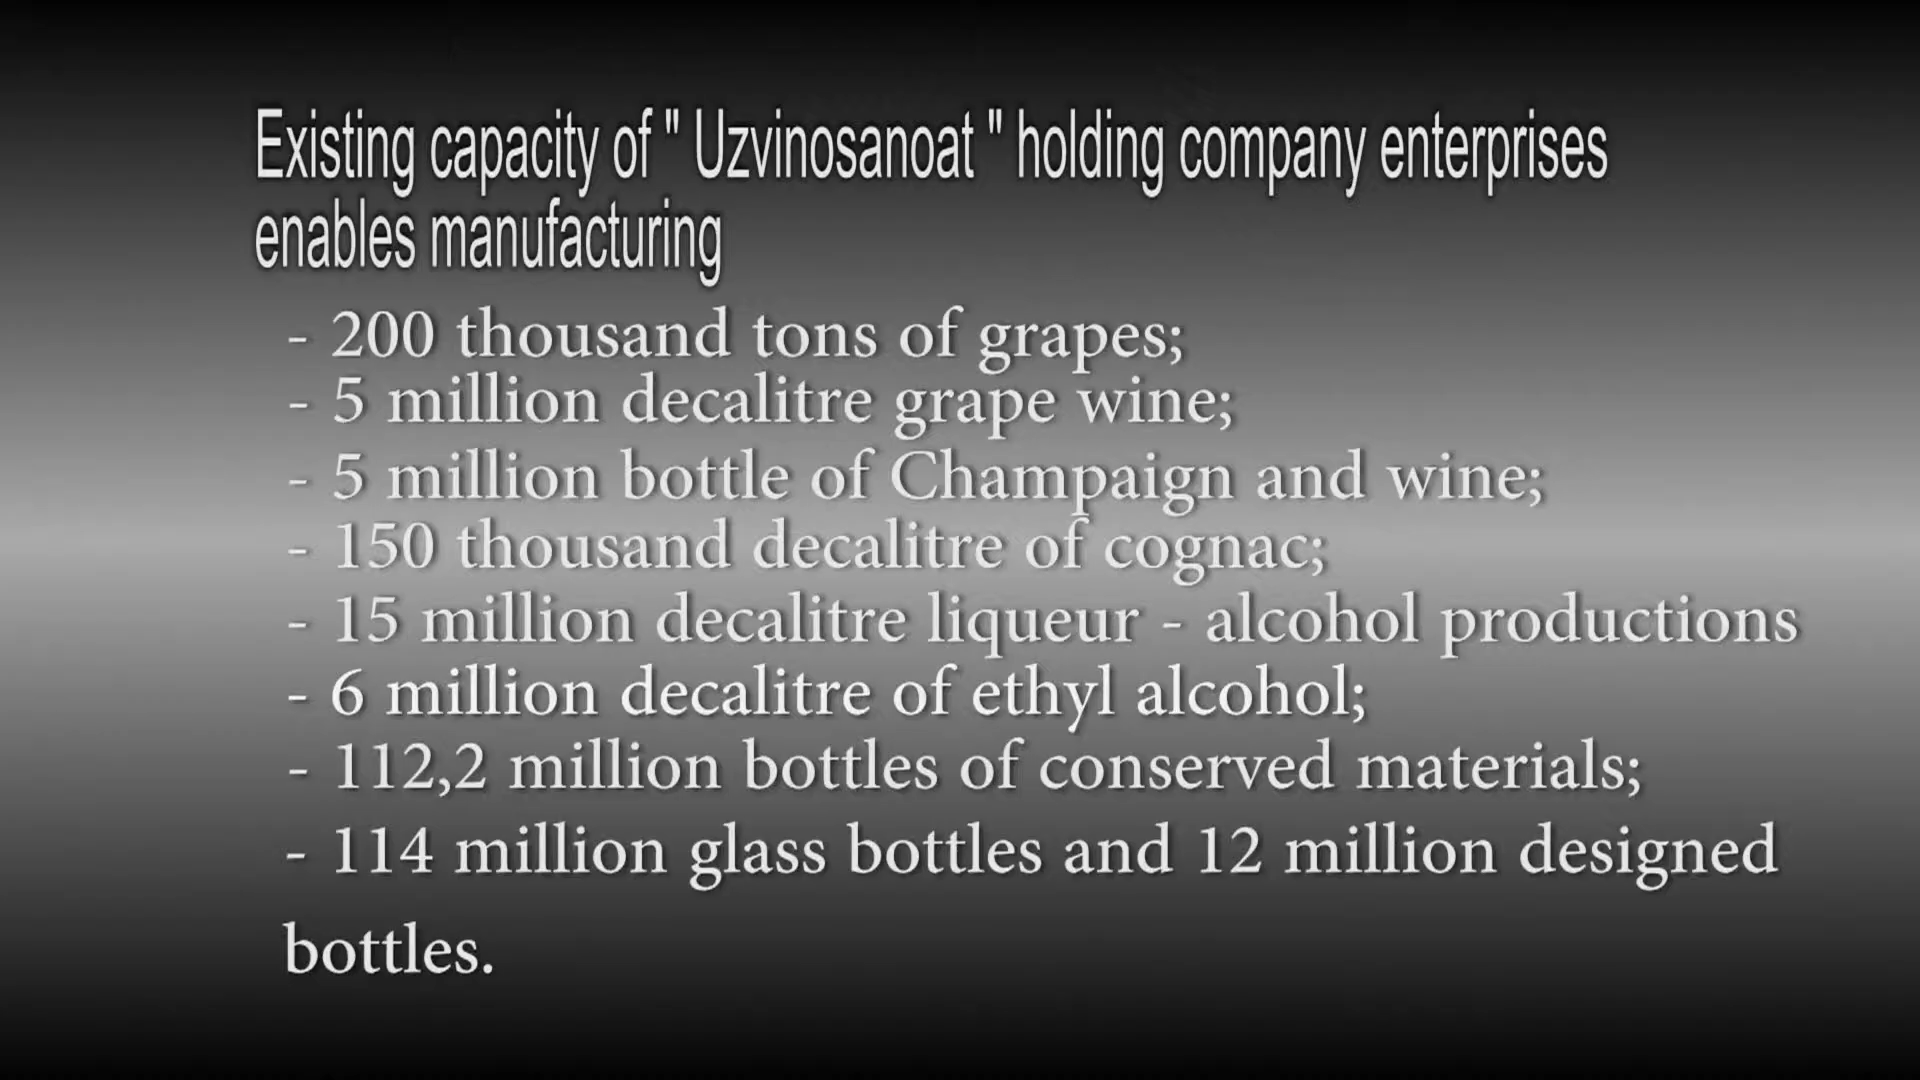 Existing capacity of " Uzvinosanoat " holding company enterprises
enables manufacturing
- 200 thousand tons of grapes;
- 5 million decalitre grape wine;
- 5 million bottle of Champaign and wine;
- 150 thousand decalitre of cognac;
- 15 million decalitre liqueur - alcohol productions
- 6 million decalitre of ethyl alcohol;
- 112,2 million bottles of conserved materials;
- 114 million glass bottles and 12 million designed
bottles.